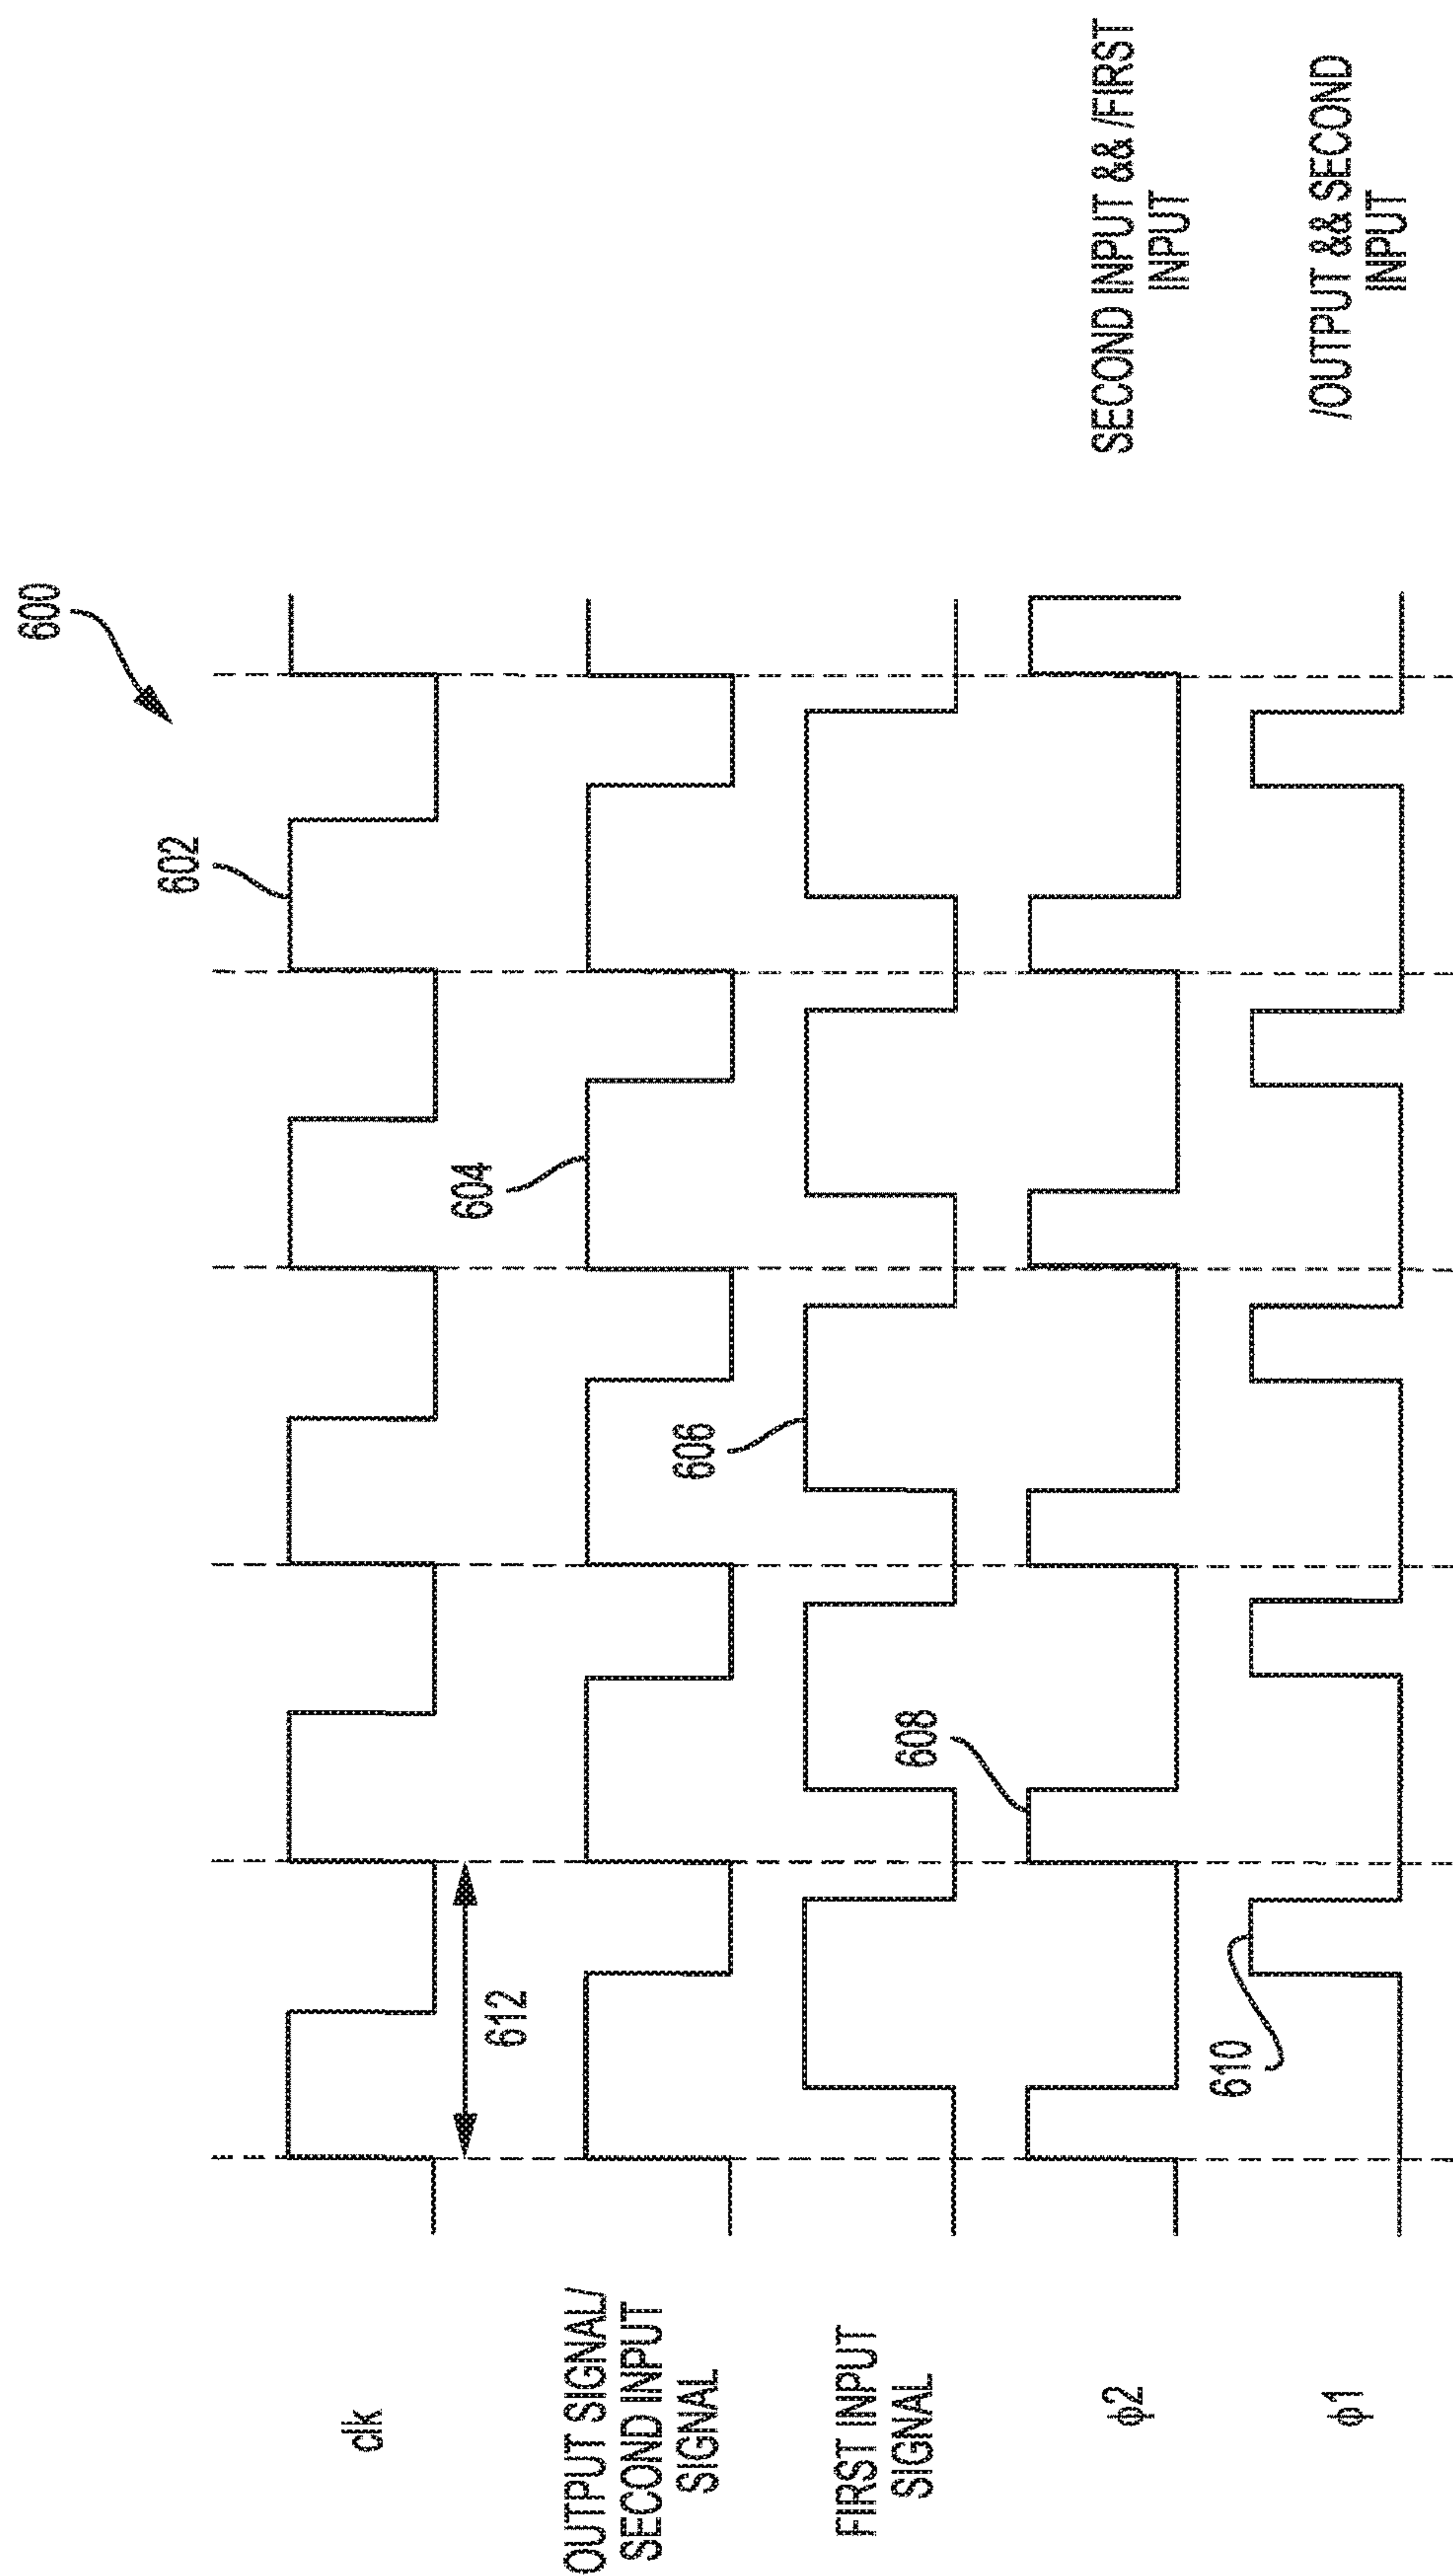 600
602
clk
612
OUTPUT SIGNAL/
SECOND INPUT
SIGNAL
604
FIRST INPUT
SIGNAL
606
ϕ2
608
SECOND INPUT && /FIRST
INPUT
ϕ1
610
/OUTPUT && SECOND
INPUT